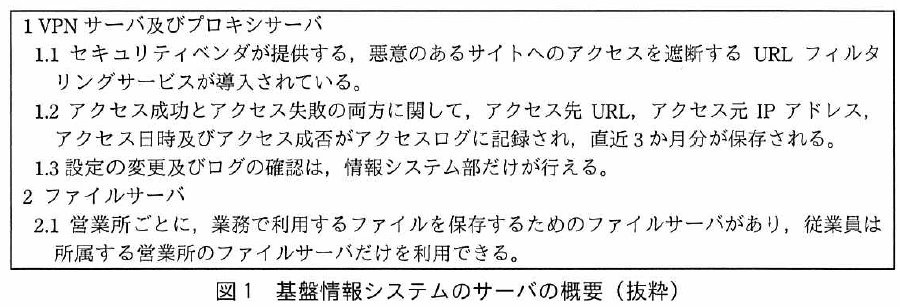 1 VPN サーバ及びプロキシサーバ
1.1 セキュリティベンダが提供する，悪意のあるサイトへのアクセスを遮断する URL フィルタ
リングサービスが導入されている。
1.2 アクセス成功とアクセス失敗の両方に関して，アクセス先 URL，アクセス元 IP アドレス，
アクセス日時及びアクセス成否がアクセスログに記録され，直近 3 か月分が保存される。
1.3 設定の変更及びログの確認は，情報システム部だけが行える。
2 ファイルサーバ
2.1 営業所ごとに，業務で利用するファイルを保存するためのファイルサーバがあり，従業員は
所属する営業所のファイルサーバだけを利用できる。
図1 基盤情報システムのサーバの概要（抜粋）